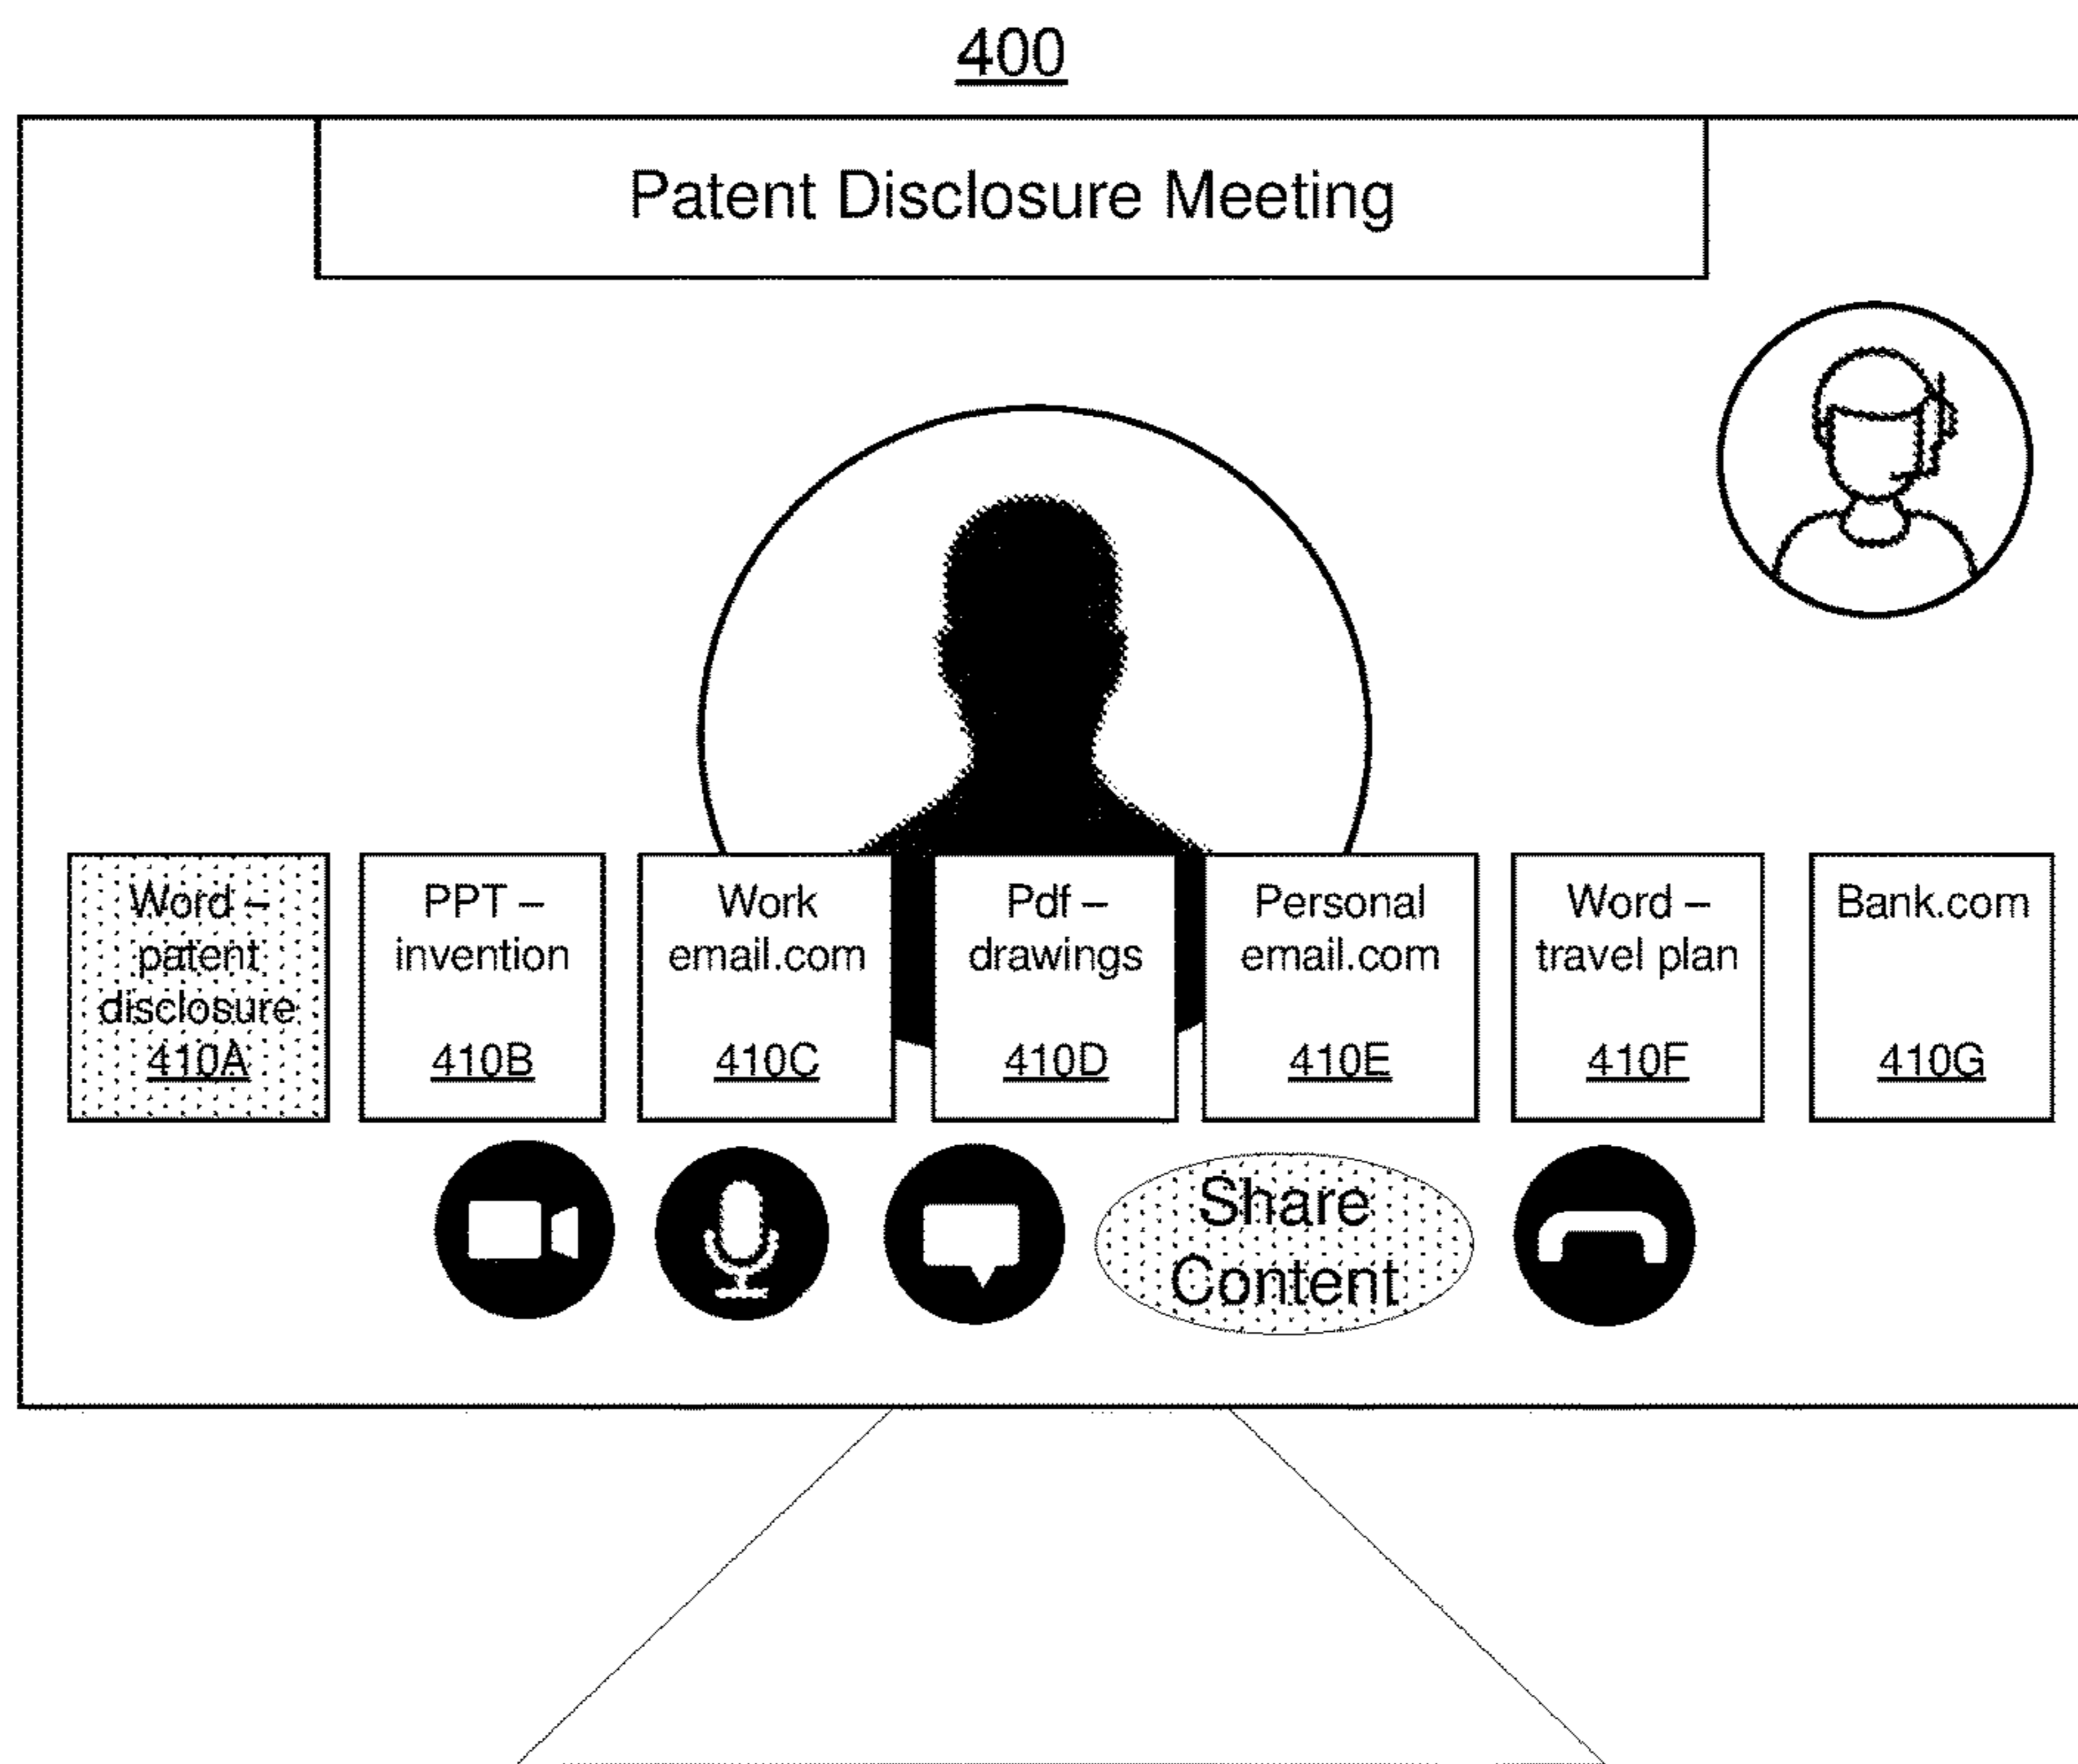 400
Patent Disclosure Meeting
Word –
patent
disclosure
410A
PPT –
invention
410B
Work
email.com
410C
Pdf –
drawings
410D
Personal
email.com
410E
Word –
travel plan
410F
Bank.com
410G
Share
Content